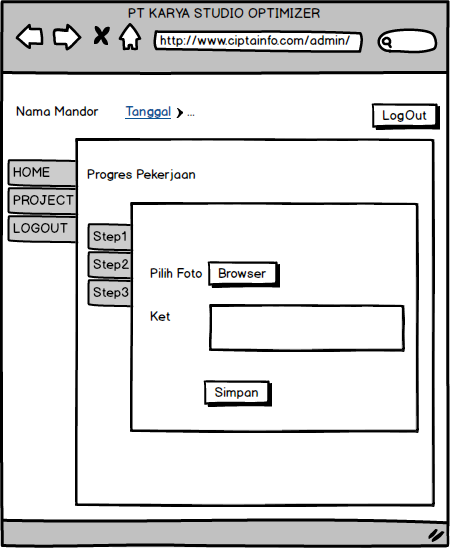 PT KARYA STUDIO OPTIMIZER
http://www.ciptainfo.com/admin/
Nama Mandor Tanggal ...
LogOut
HOME
PROJECT
LOGOUT
Progres Pekerjaan
Step1
Step2
Step3
Pilih Foto Browser
Ket
Simpan